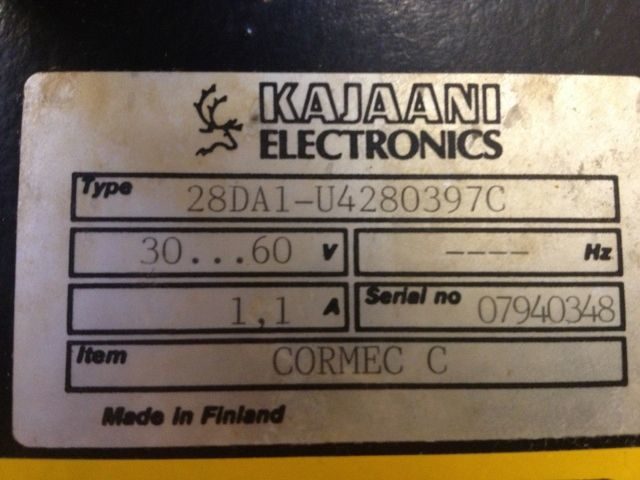 KAJAANI
ELECTRONICS
Type 28DA1-U4280397C
30...60 V ---- Hz
1,1 A Serial no 07940348
Item CORMEC C
Made in Finland